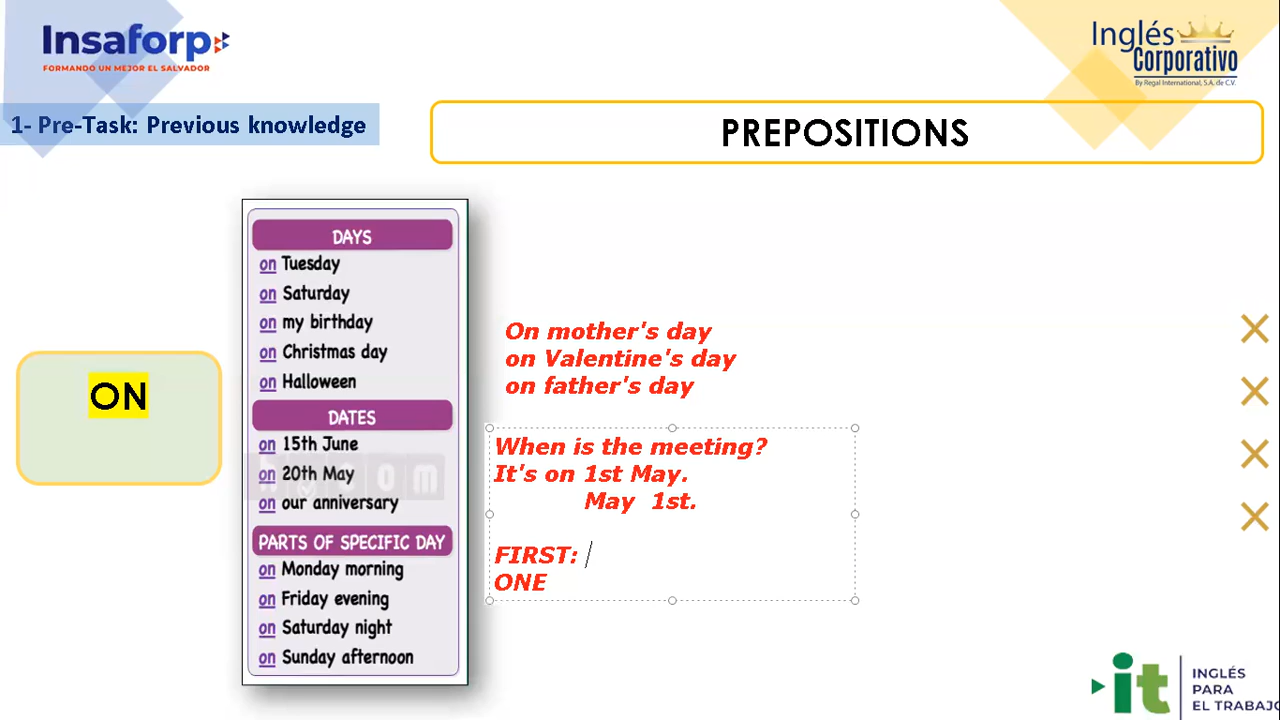 Insaforp
FORMANDO UN MEJOR EL SALVADOR
Inglés
Corporativo
By Regal International, S.A. de C.V.
1- Pre-Task: Previous knowledge
PREPOSITIONS
ON
DAYS
on Tuesday
on Saturday
on my birthday
on Christmas day
on Halloween
DATES
on 15th June
on 20th May
on our anniversary
PARTS OF SPECIFIC DAY
on Monday morning
on Friday evening
on Saturday night
on Sunday afternoon
On mother's day
on Valentine's day
on father's day
When is the meeting?
It's on 1st May.
May 1st.
FIRST:
ONE
it
INGLÉS
PARA
EL TRABAJO